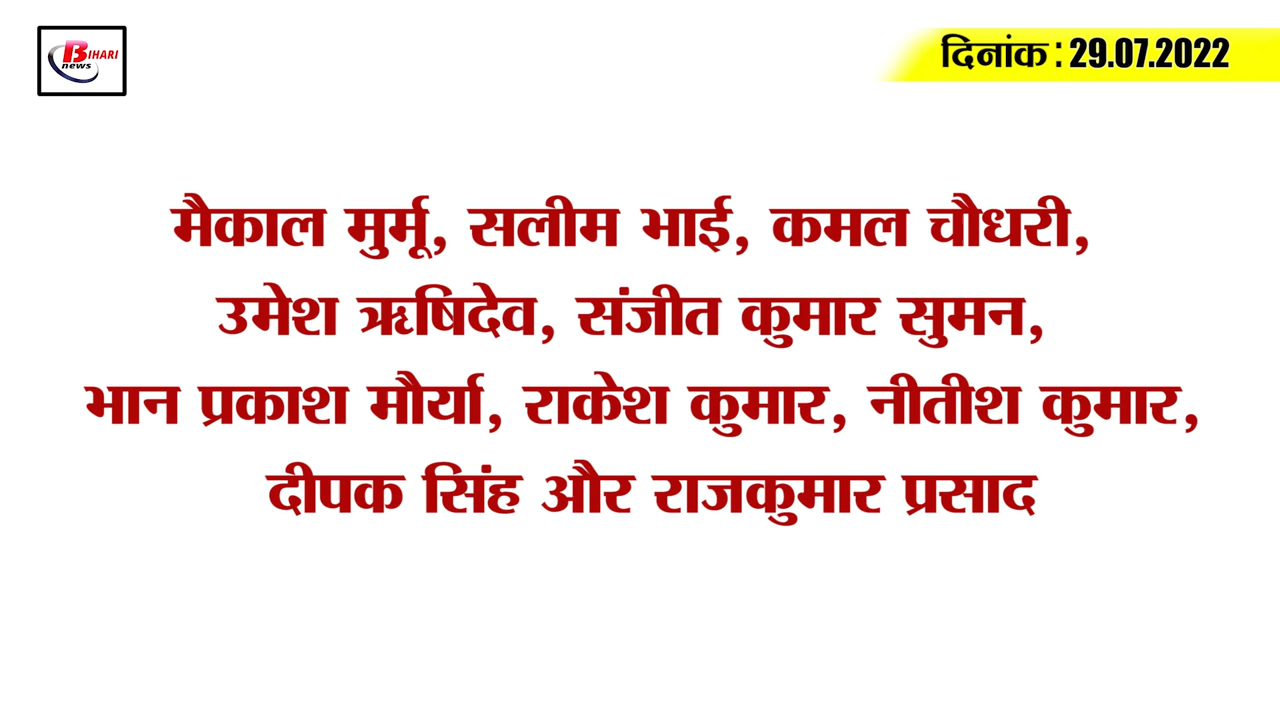 BIHARI
news
दिनांक : 29.07.2022
मैकाल मुर्मू, सलीम भाई, कमल चौधरी,
उमेश ऋषिदेव, संजीत कुमार सुमन,
भान प्रकाश मौर्या, राकेश कुमार, नीतीश कुमार,
दीपक सिंह और राजकुमार प्रसाद